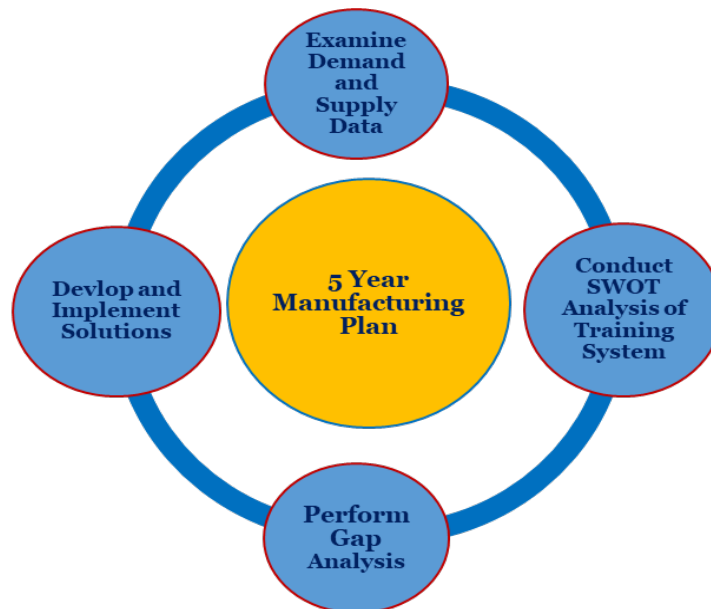 Examine
Demand
and
Supply
Data
5 Year
Manufacturing
Plan
Conduct
SWOT
Analysis of
Training
System
Devlop and
Implement
Solutions
Perform
Gap
Analysis